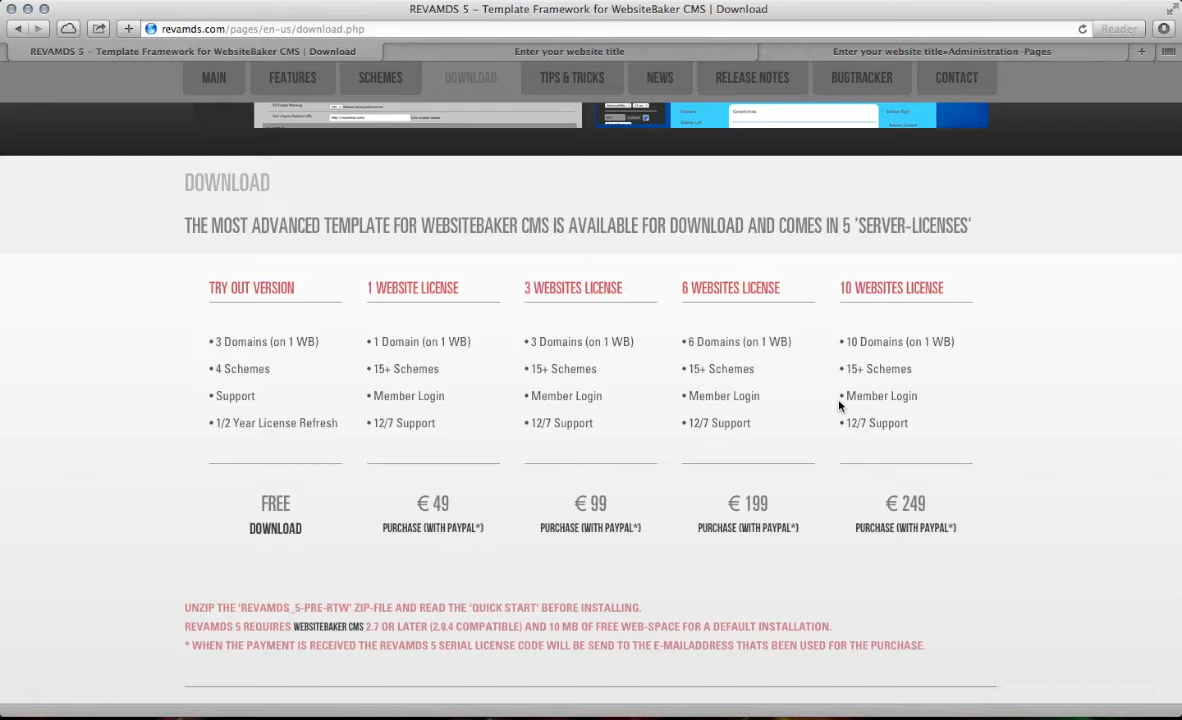 REVAMDS 5 – Template Framework for WebsiteBaker CMS | Download
revamds.com/pages/en-us/download.php
Reader
REVAMDS 5 – Template Framework for WebsiteBaker CMS | Download
Enter your website title
Enter your website title»Administration-Pages
MAIN
FEATURES
SCHEMES
DOWNLOAD
TIPS & TRICKS
NEWS
RELEASE NOTES
BUGTRACKER
CONTACT
DOWNLOAD
THE MOST ADVANCED TEMPLATE FOR WEBSITEBAKER CMS IS AVAILABLE FOR DOWNLOAD AND COMES IN 5 'SERVER-LICENSES'
TRY OUT VERSION
• 3 Domains (on 1 WB)
• 4 Schemes
• Support
• 1/2 Year License Refresh
FREE
DOWNLOAD
1 WEBSITE LICENSE
• 1 Domain (on 1 WB)
• 15+ Schemes
• Member Login
• 12/7 Support
€ 49
PURCHASE (WITH PAYPAL*)
3 WEBSITES LICENSE
• 3 Domains (on 1 WB)
• 15+ Schemes
• Member Login
• 12/7 Support
€ 99
PURCHASE (WITH PAYPAL*)
6 WEBSITES LICENSE
• 6 Domains (on 1 WB)
• 15+ Schemes
• Member Login
• 12/7 Support
€ 199
PURCHASE (WITH PAYPAL*)
10 WEBSITES LICENSE
• 10 Domains (on 1 WB)
• 15+ Schemes
• Member Login
• 12/7 Support
€ 249
PURCHASE (WITH PAYPAL*)
UNZIP THE 'REVAMDS_5-PRE-RTW' ZIP-FILE AND READ THE 'QUICK START' BEFORE INSTALLING.
REVAMDS 5 REQUIRES WEBSITEBAKER CMS 2.7 OR LATER (2.8.4 COMPATIBLE) AND 10 MB OF FREE WEB-SPACE FOR A DEFAULT INSTALLATION.
* WHEN THE PAYMENT IS RECEIVED THE REVAMDS 5 SERIAL LICENSE CODE WILL BE SEND TO THE E-MAILADDRESS THATS BEEN USED FOR THE PURCHASE.